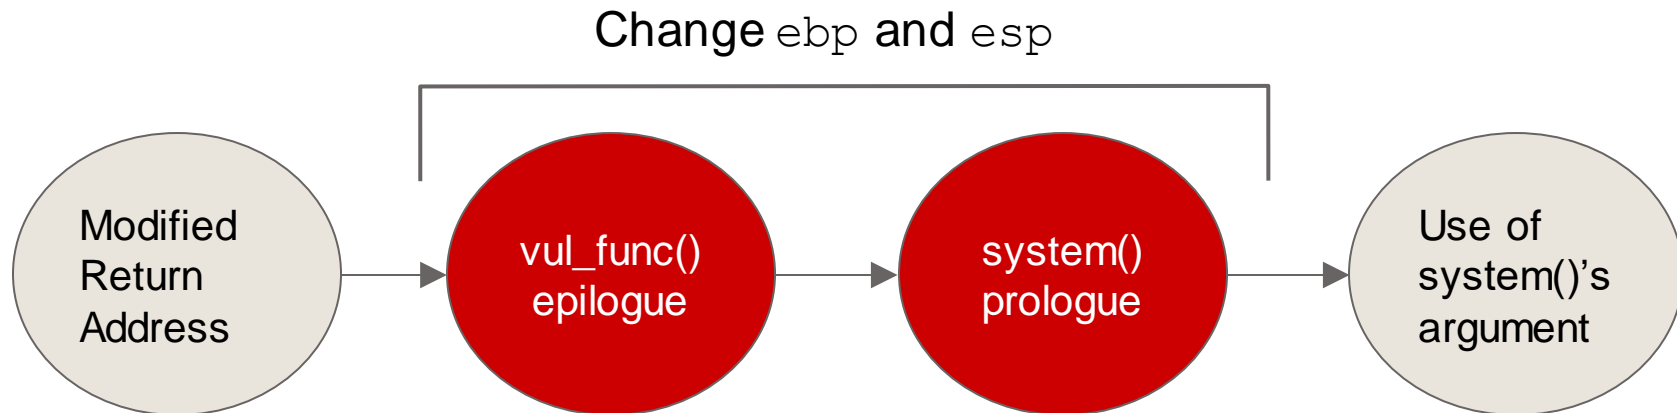 Change ebp and esp
Modified
Return
Address
vul_func()
epilogue
system()
prologue
Use of
system()’s
argument